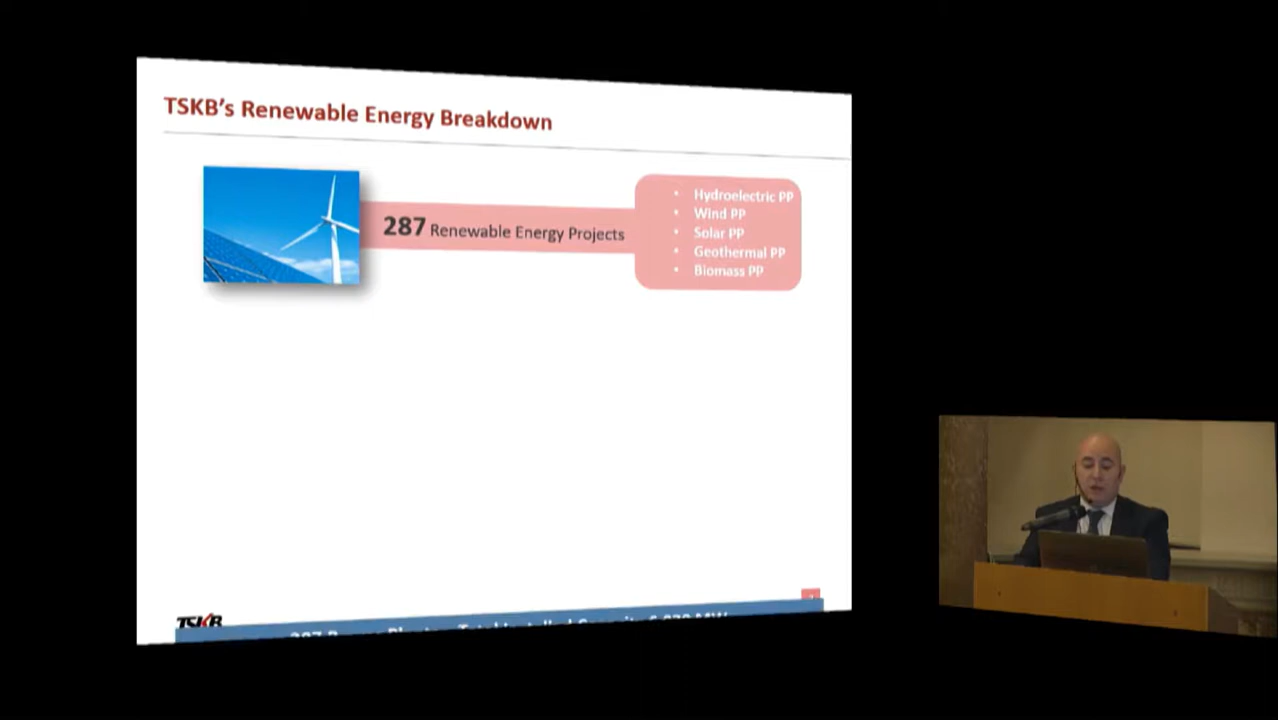 TSKB's Renewable Energy Breakdown
287 Renewable Energy Projects
• Hydroelectric PP
• Wind PP
• Solar PP
• Geothermal PP
• Biomass PP
TSKB